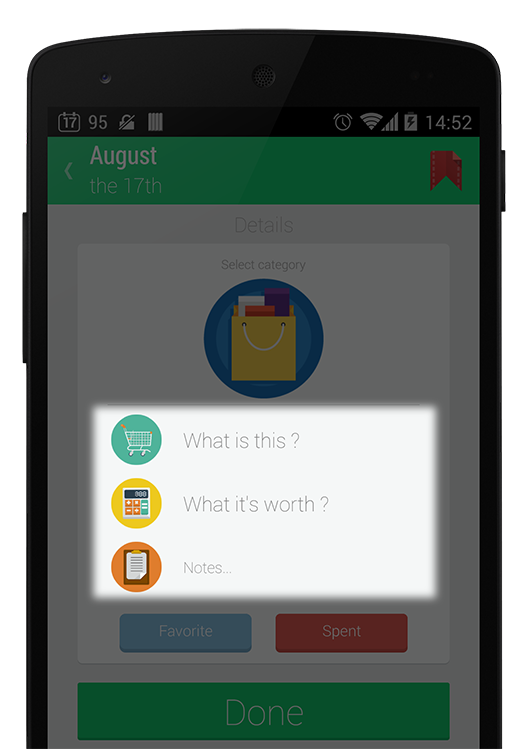 17 95 14:52
August
the 17th
Details
Select category
What is this ?
What it's worth ?
Notes...
Favorite Spent
Done